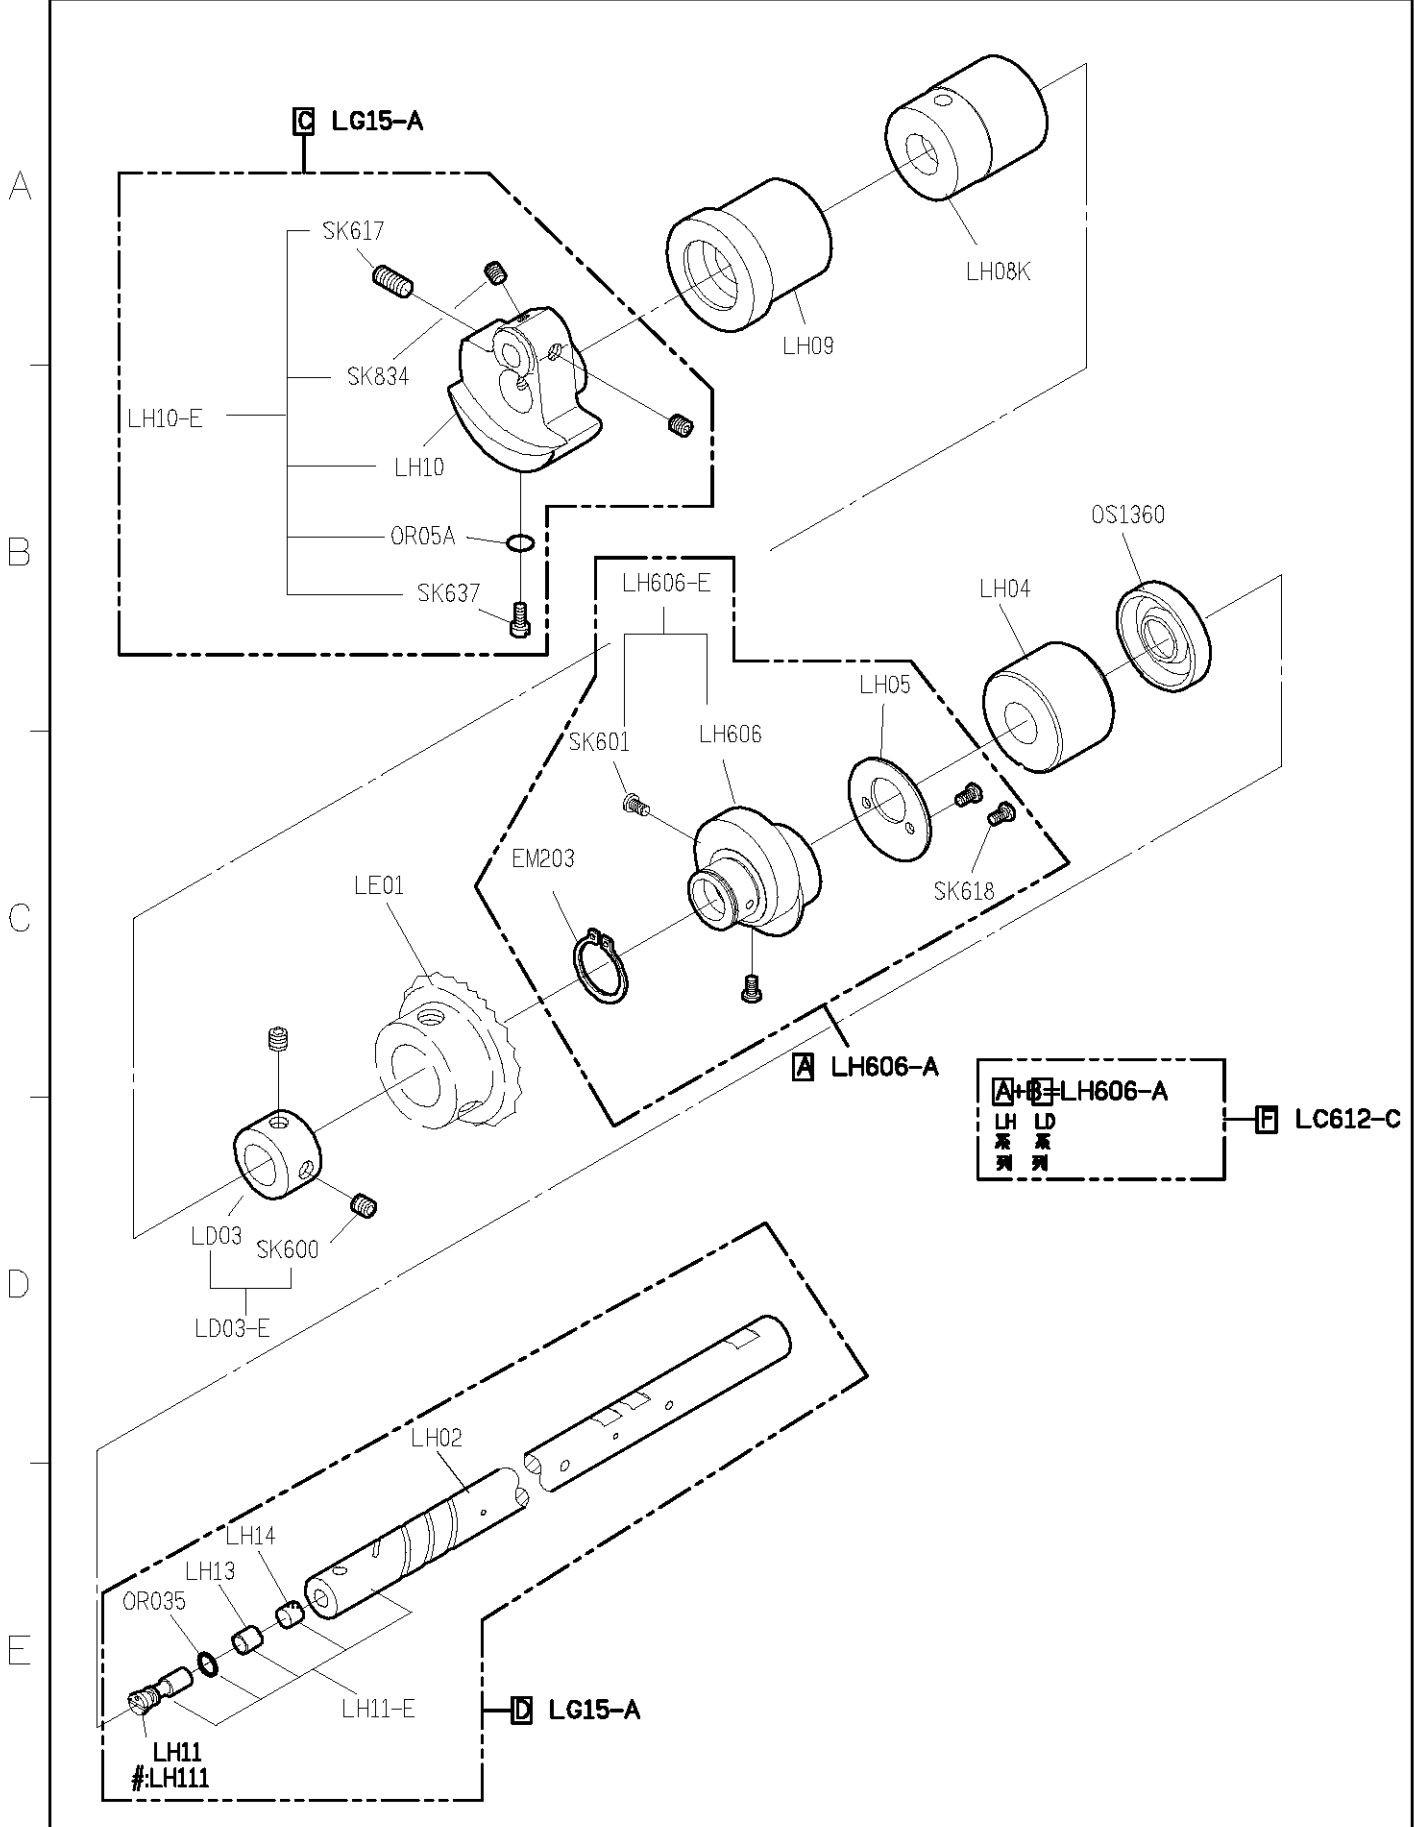 C LG15-A
A
SK617
LH08K
LH09
SK834
LH10-E
LH10
OS1360
OR05A
B
LH606-E
LH04
SK637
LH05
SK601
LH606
EM203
LE01
SK618
C
A LH606-A
A+B=LH606-A
LH LD
系 系
列 列
F LC612-C
LD03
SK600
D
LD03-E
LH02
LH14
LH13
OR035
E
LH11-E
D LG15-A
LH11
#:LH111